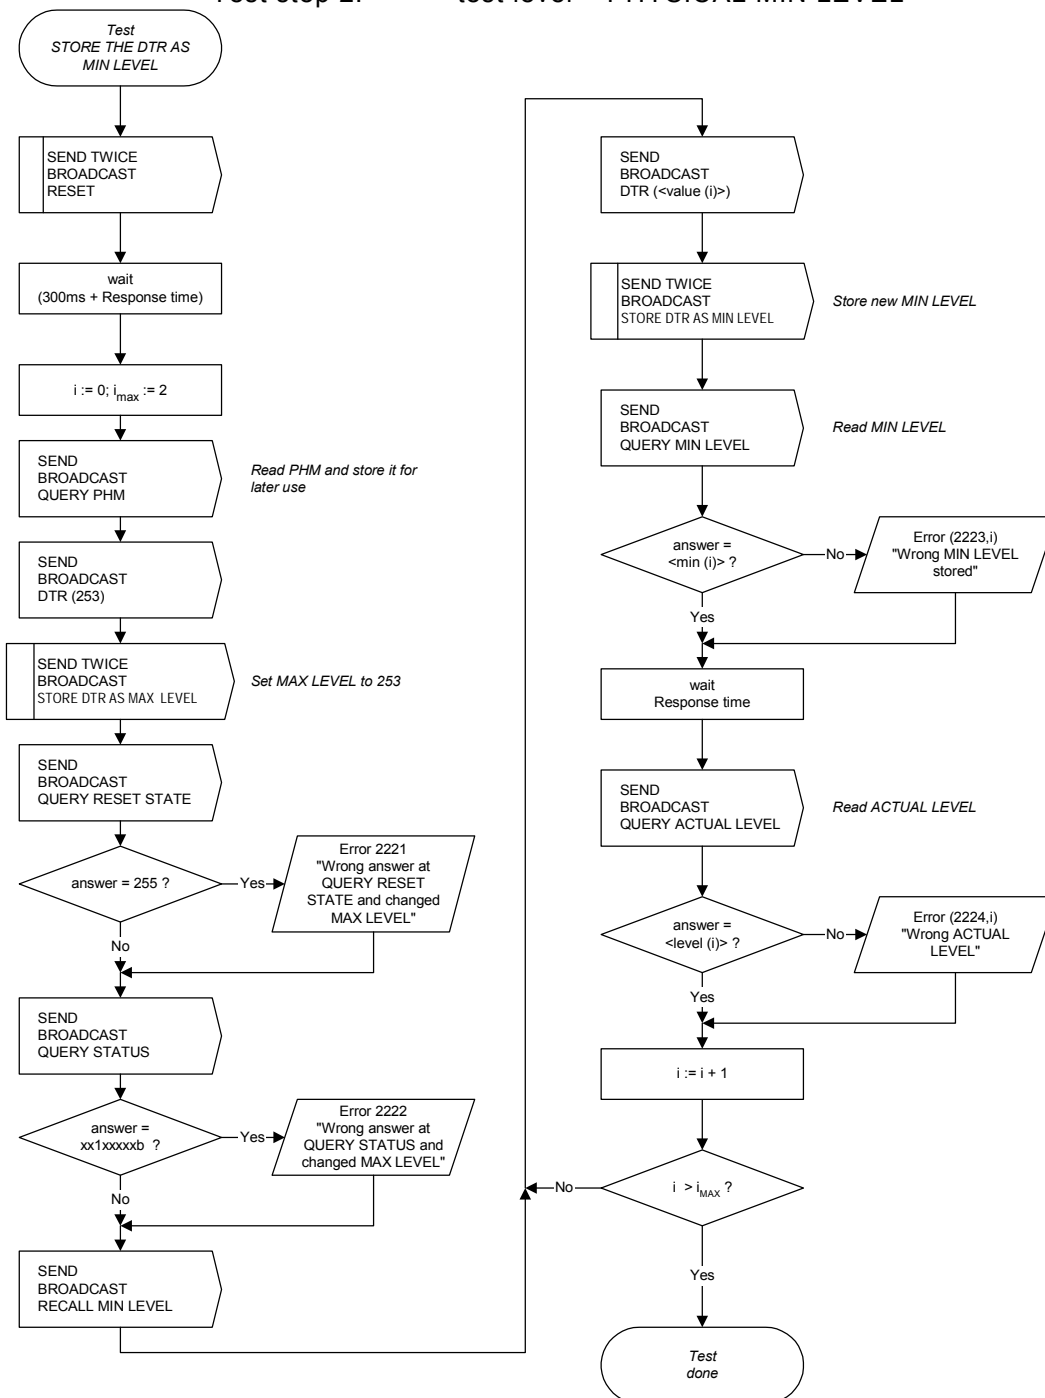 Test step 2: test level = PHYSICAL MIN LEVEL
Test
STORE THE DTR AS
MIN LEVEL
SEND TWICE
BROADCAST
RESET
wait
(300ms + Response time)
i := 0; imax := 2
SEND
BROADCAST
QUERY PHM
Read PHM and store it for
later use
SEND
BROADCAST
DTR (253)
SEND TWICE
BROADCAST
STORE DTR AS MAX LEVEL
Set MAX LEVEL to 253
SEND
BROADCAST
QUERY RESET STATE
answer = 255 ?
Yes
Error 2221
"Wrong answer at
QUERY RESET
STATE and changed
MAX LEVEL"
No
SEND
BROADCAST
QUERY STATUS
answer =
xx1xxxxxb ?
Yes
Error 2222
"Wrong answer at
QUERY STATUS and
changed MAX LEVEL"
No
SEND
BROADCAST
RECALL MIN LEVEL
SEND
BROADCAST
DTR (<value (i)>)
SEND TWICE
BROADCAST
STORE DTR AS MIN LEVEL
Store new MIN LEVEL
SEND
BROADCAST
QUERY MIN LEVEL
Read MIN LEVEL
answer =
<min (i)> ?
No
Error (2223,i)
"Wrong MIN LEVEL
stored"
Yes
wait
Response time
SEND
BROADCAST
QUERY ACTUAL LEVEL
Read ACTUAL LEVEL
answer =
<level (i)> ?
No
Error (2224,i)
"Wrong ACTUAL
LEVEL"
Yes
i := i + 1
i > iMAX ?
No
Yes
Test
done